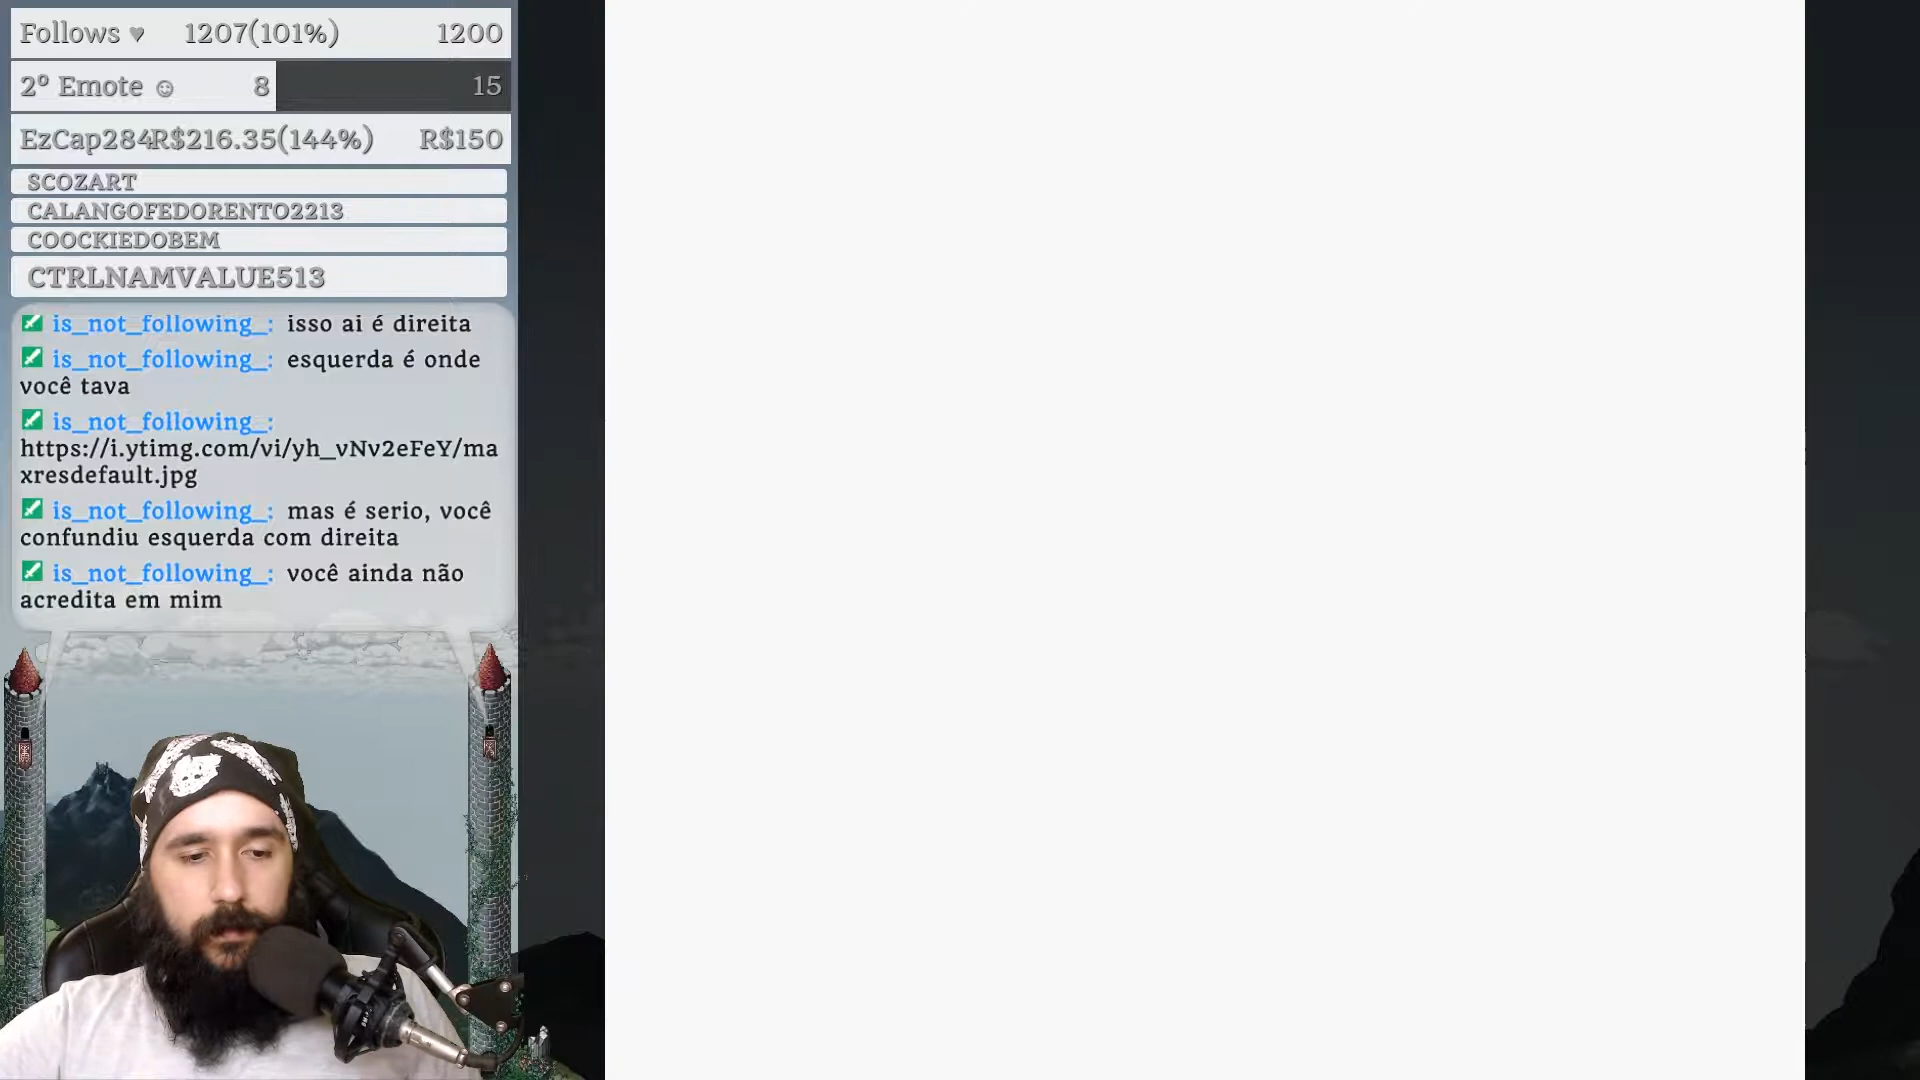 Follows ♥ 1207(101%) 1200
2º Emote ☺ 8 15
EzCap284R$216.35(144%) R$150
SCOZART
CALANGOFEDORENTO2213
COOCKIEDOBEM
CTRLNAMVALUE513
is_not_following_: isso ai é direita
is_not_following_: esquerda é onde
você tava
is_not_following_:
https://i.ytimg.com/vi/yh_vNv2eFeY/ma
xresdefault.jpg
is_not_following_: mas é serio, você
confundiu esquerda com direita
is_not_following_: você ainda não
acredita em mim